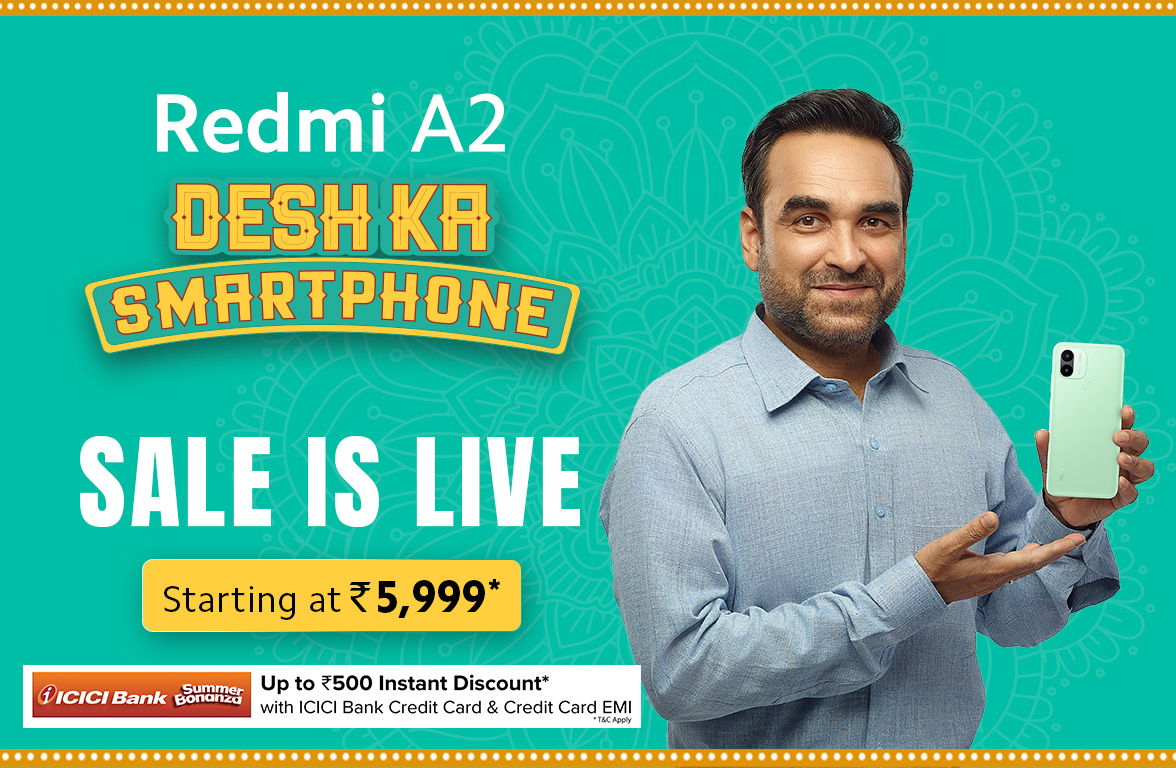 Redmi A2
DESH KA
SMARTPHONE
SALE IS LIVE
Starting at ₹5,999*
ICICI Bank
Summer
Bonanza
Up to ₹500 Instant Discount*
with ICICI Bank Credit Card & Credit Card EMI
*T&C Apply